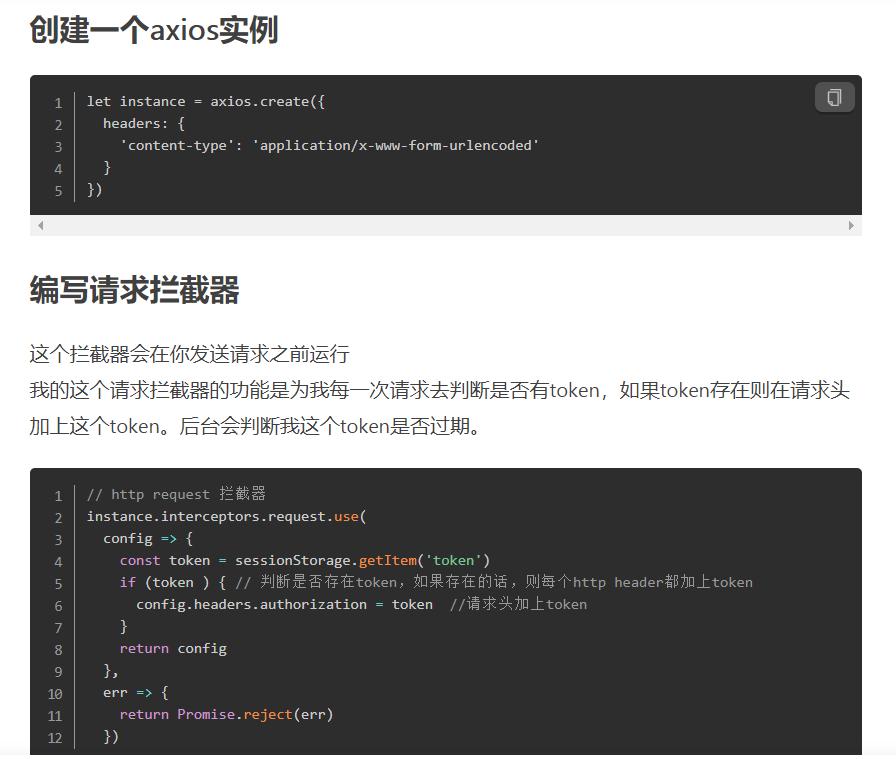 创建一个axios实例
1 let instance = axios.create({
2   headers: {
3     'content-type': 'application/x-www-form-urlencoded'
4   }
5 })
编写请求拦截器
这个拦截器会在你发送请求之前运行
我的这个请求拦截器的功能是为我每一次请求去判断是否有token，如果token存在则在请求头
加上这个token。后台会判断我这个token是否过期。
1 // http request 拦截器
2 instance.interceptors.request.use(
3   config => {
4     const token = sessionStorage.getItem('token')
5     if (token ) { // 判断是否存在token，如果存在的话，则每个http header都加上token
6       config.headers.authorization = token  //请求头加上token
7     }
8     return config
9   },
10   err => {
11     return Promise.reject(err)
12   })